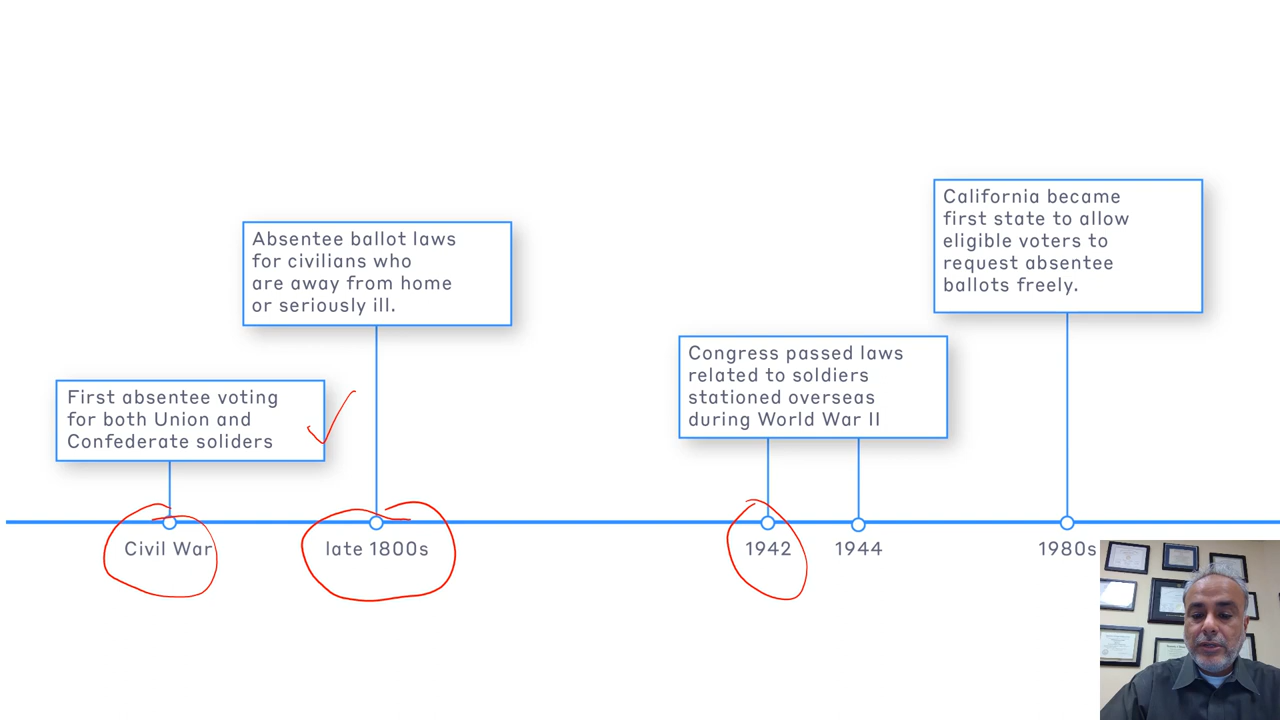 First absentee voting
for both Union and
Confederate soliders
Civil War
Absentee ballot laws
for civilians who
are away from home
or seriously ill.
late 1800s
Congress passed laws
related to soldiers
stationed overseas
during World War II
1942
1944
California became
first state to allow
eligible voters to
request absentee
ballots freely.
1980s